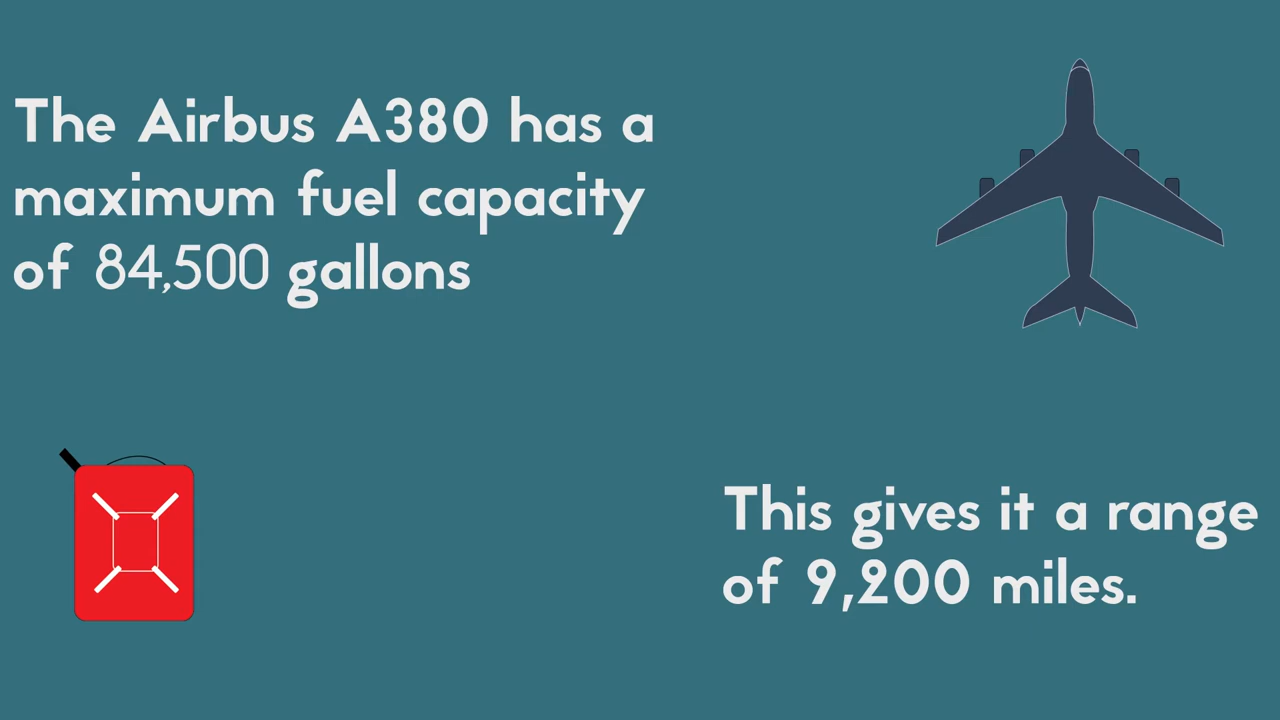 The Airbus A380 has a
maximum fuel capacity
of 84,500 gallons
This gives it a range
of 9,200 miles.